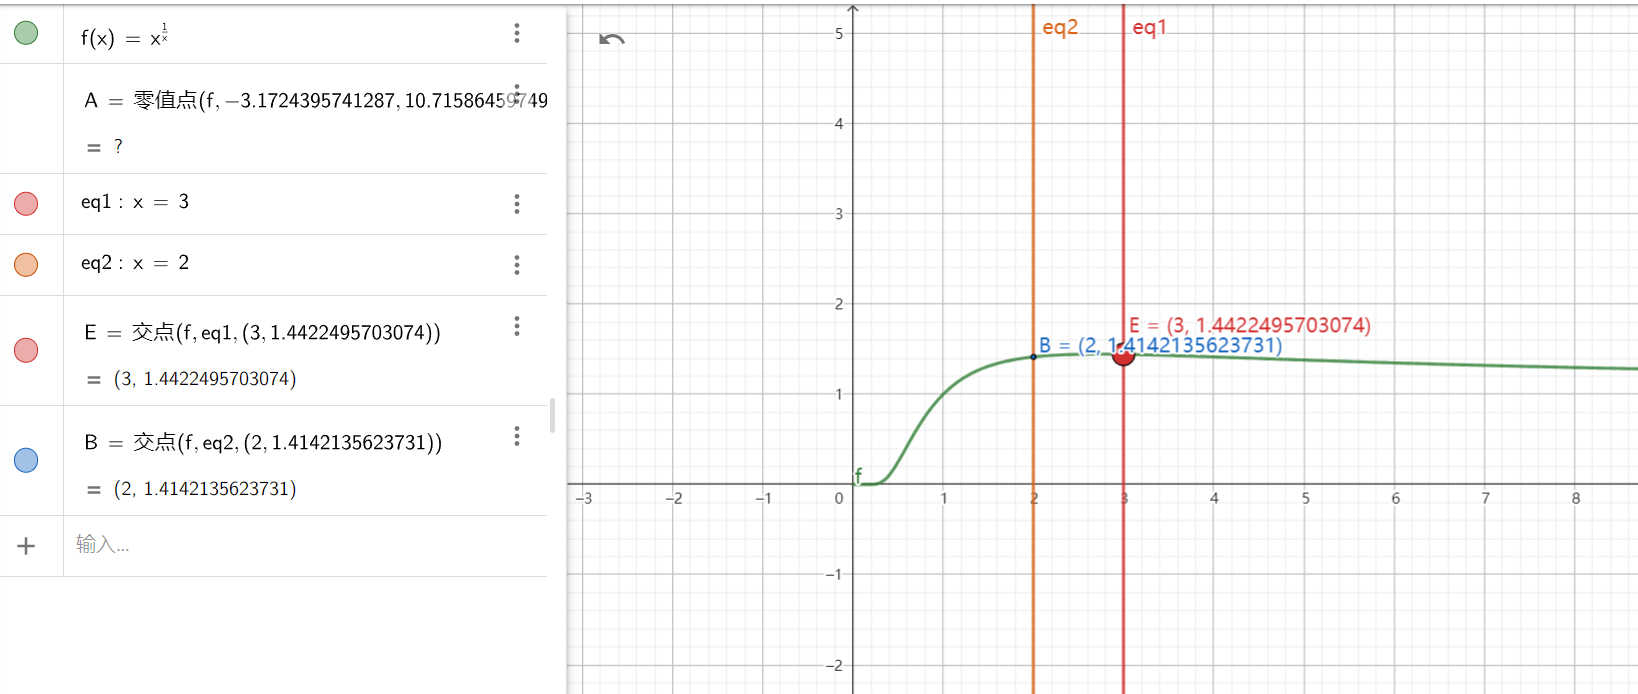 f(x) = x^{1/x}
A = 零值点(f, −3.1724395741287, 10.71586459749
= ?
eq1 : x = 3
eq2 : x = 2
E = 交点(f, eq1, (3, 1.4422495703074))
= (3, 1.4422495703074)
B = 交点(f, eq2, (2, 1.4142135623731))
= (2, 1.4142135623731)
+ 输入...
eq2 eq1
5
4
3
2
E = (3, 1.4422495703074)
B = (2, 1.4142135623731)
1
f
−3 −2 −1 0 1 2 3 4 5 6 7 8
−1
−2